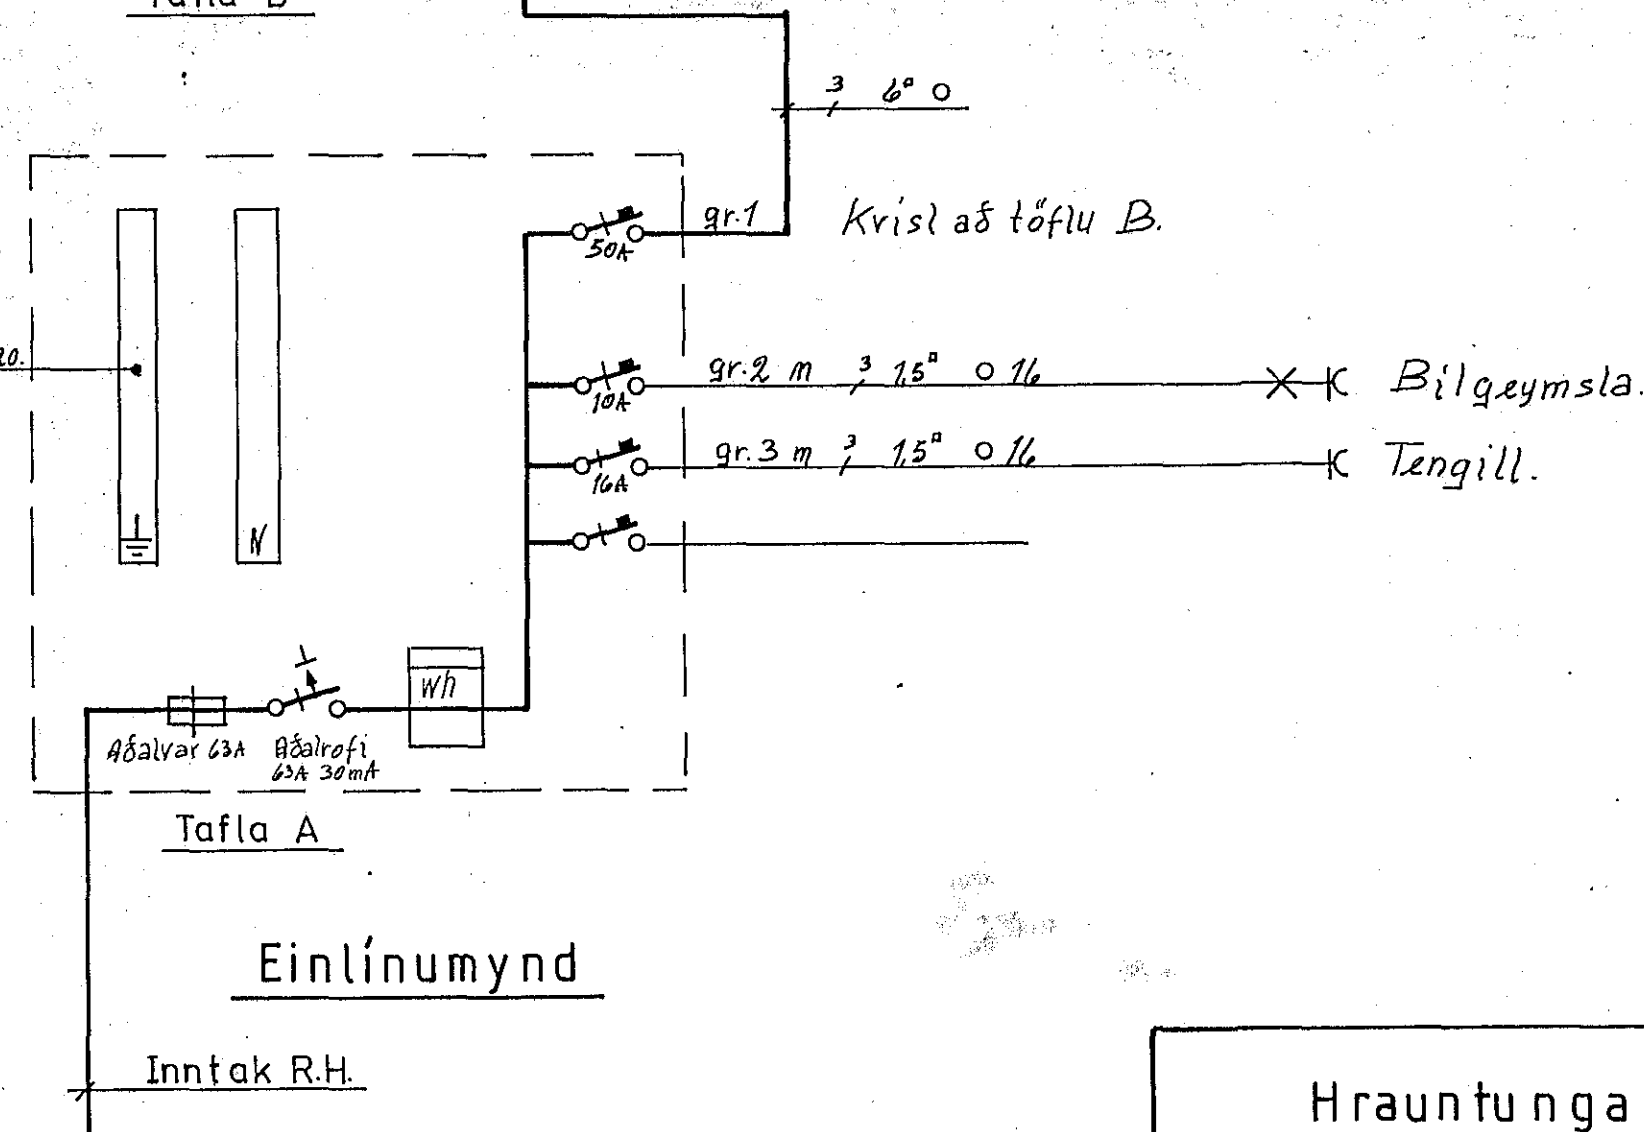 3 6▫ O
gr.1 Kvísl að töflu B.
50A
20.
gr.2 m 3 1,5▫ O 16 Bílgeymsla.
10A
gr.3 m 3 1,5▫ O 16 Tengill.
16A
N
Wh
Aðalvar 63A Aðalrofi
63A 30mA
Tafla A
Einlínumynd
Inntak R.H.
Hrauntunga